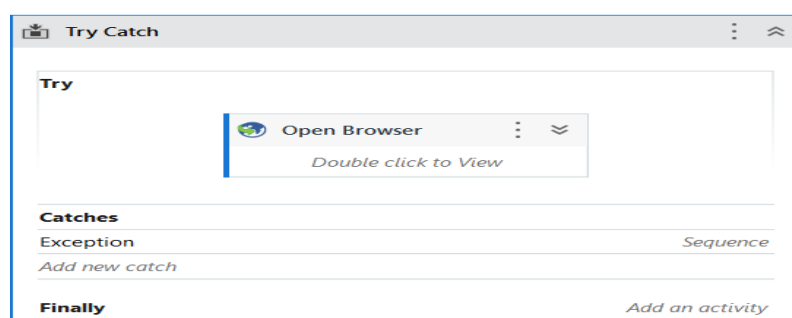 Try Catch
Try
Open Browser
Double click to View
Catches
Exception Sequence
Add new catch
Finally Add an activity